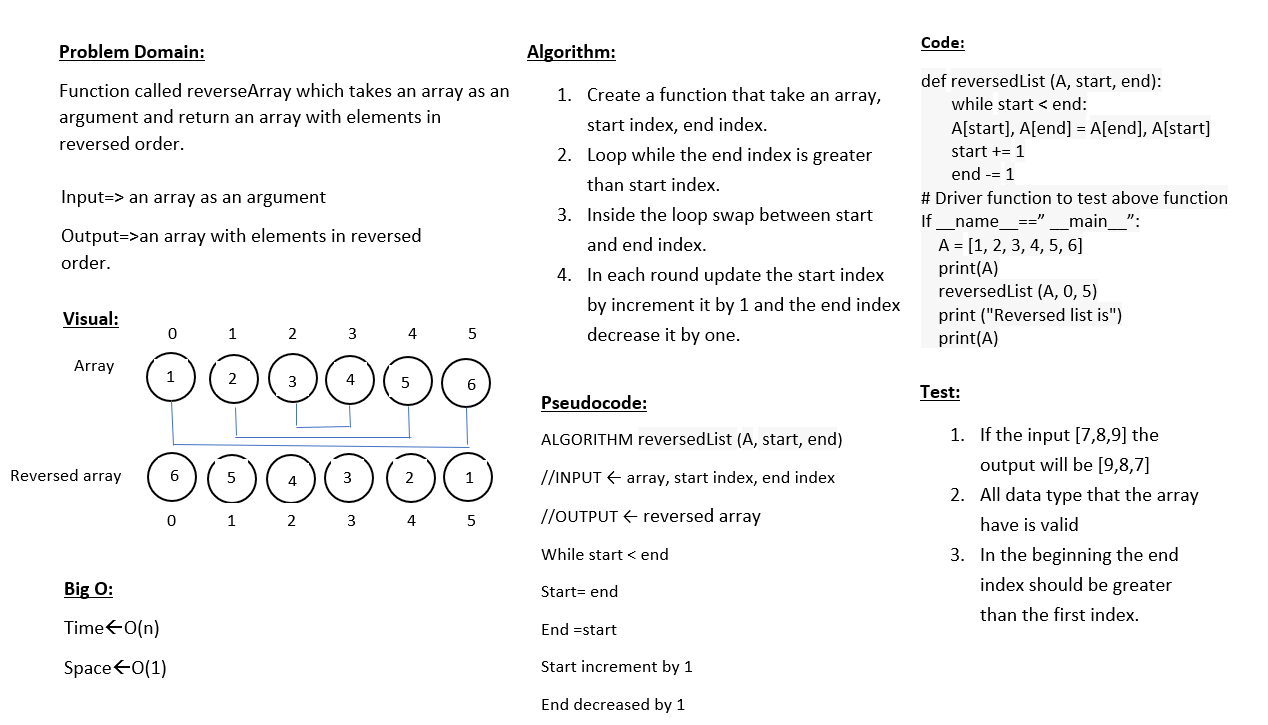 Problem Domain:
Function called reverseArray which takes an array as an
argument and return an array with elements in
reversed order.
Input=> an array as an argument
Output=>an array with elements in reversed
order.
Visual:
0 1 2 3 4 5
Array
1 2 3 4 5 6
Reversed array
6 5 4 3 2 1
0 1 2 3 4 5
Big O:
Time←O(n)
Space←O(1)
Algorithm:
1. Create a function that take an array,
start index, end index.
2. Loop while the end index is greater
than start index.
3. Inside the loop swap between start
and end index.
4. In each round update the start index
by increment it by 1 and the end index
decrease it by one.
Pseudocode:
ALGORITHM reversedList (A, start, end)
//INPUT ← array, start index, end index
//OUTPUT ← reversed array
While start < end
Start= end
End =start
Start increment by 1
End decreased by 1
Code:
def reversedList (A, start, end):
while start < end:
A[start], A[end] = A[end], A[start]
start += 1
end -= 1
# Driver function to test above function
If __name__==” __main__”:
A = [1, 2, 3, 4, 5, 6]
print(A)
reversedList (A, 0, 5)
print ("Reversed list is")
print(A)
Test:
1. If the input [7,8,9] the
output will be [9,8,7]
2. All data type that the array
have is valid
3. In the beginning the end
index should be greater
than the first index.